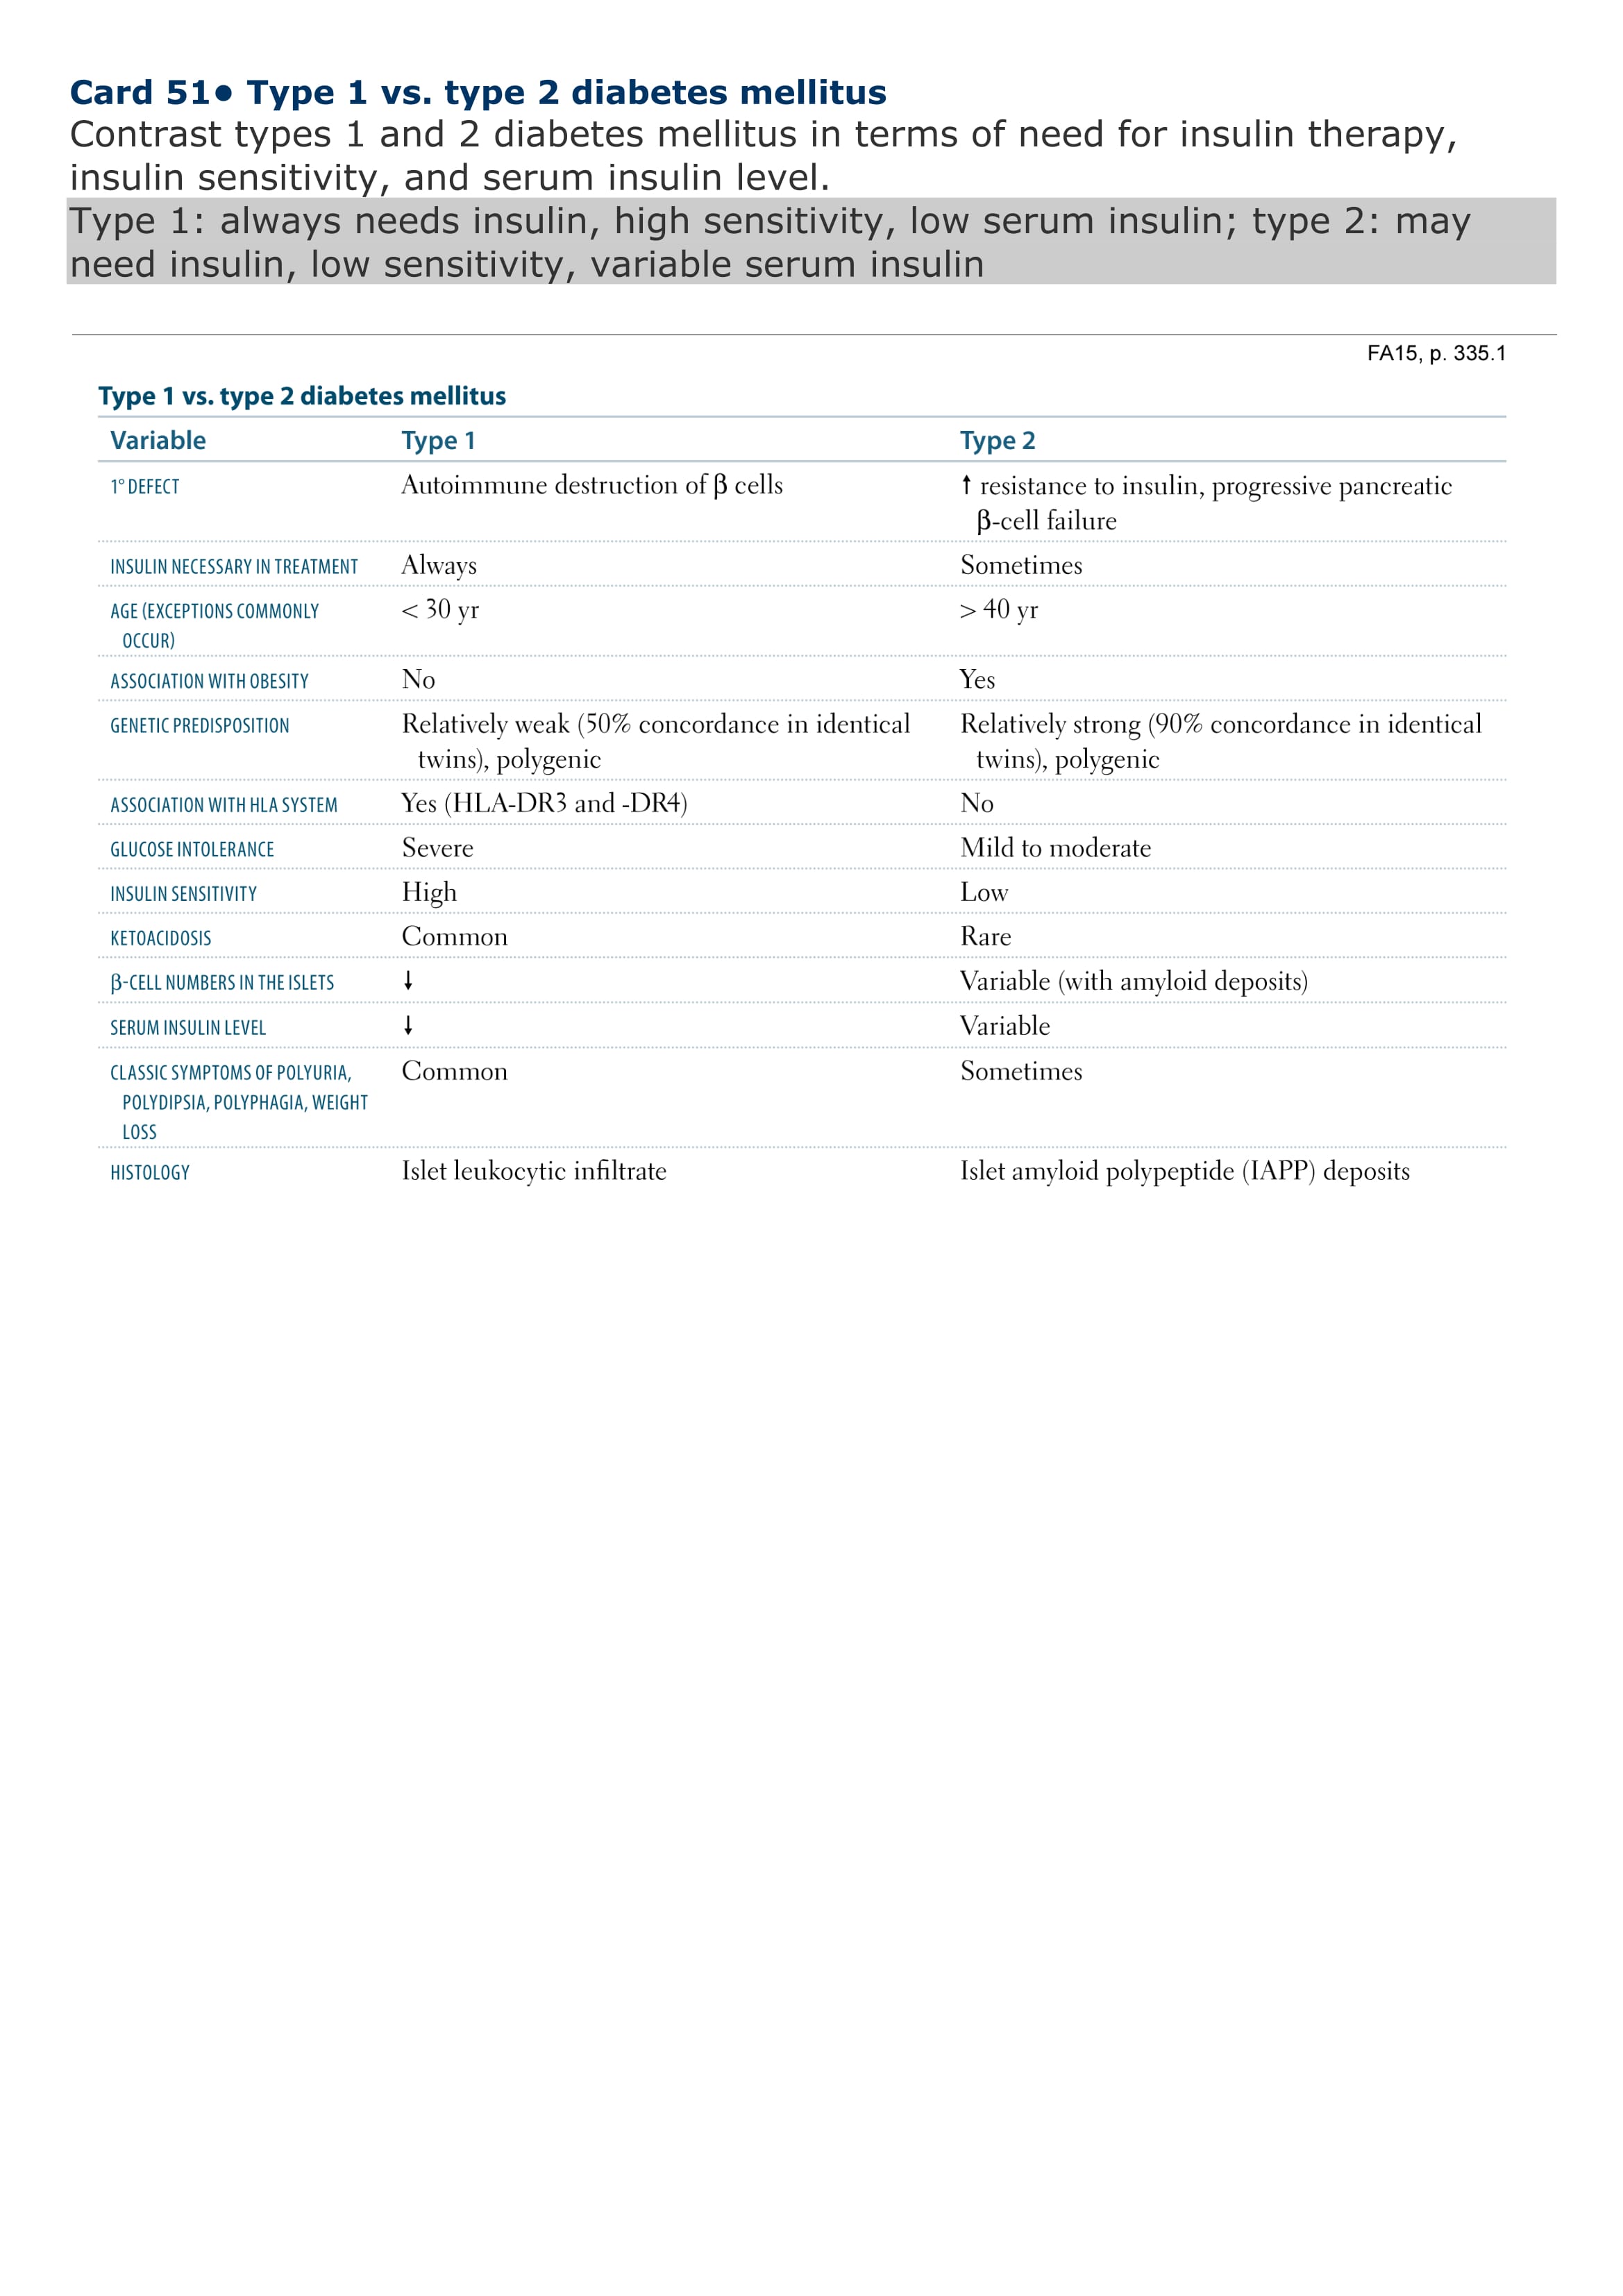 Card 51• Type 1 vs. type 2 diabetes mellitus
Contrast types 1 and 2 diabetes mellitus in terms of need for insulin therapy,
insulin sensitivity, and serum insulin level.
Type 1: always needs insulin, high sensitivity, low serum insulin; type 2: may
need insulin, low sensitivity, variable serum insulin
FA15, p. 335.1
Type 1 vs. type 2 diabetes mellitus
Variable Type 1 Type 2
1° DEFECT Autoimmune destruction of β cells ↑ resistance to insulin, progressive pancreatic
β-cell failure
INSULIN NECESSARY IN TREATMENT Always Sometimes
AGE (EXCEPTIONS COMMONLY < 30 yr > 40 yr
OCCUR)
ASSOCIATION WITH OBESITY No Yes
GENETIC PREDISPOSITION Relatively weak (50% concordance in identical Relatively strong (90% concordance in identical
twins), polygenic twins), polygenic
ASSOCIATION WITH HLA SYSTEM Yes (HLA-DR3 and -DR4) No
GLUCOSE INTOLERANCE Severe Mild to moderate
INSULIN SENSITIVITY High Low
KETOACIDOSIS Common Rare
β-CELL NUMBERS IN THE ISLETS ↓ Variable (with amyloid deposits)
SERUM INSULIN LEVEL ↓ Variable
CLASSIC SYMPTOMS OF POLYURIA, Common Sometimes
POLYDIPSIA, POLYPHAGIA, WEIGHT
LOSS
HISTOLOGY Islet leukocytic infiltrate Islet amyloid polypeptide (IAPP) deposits